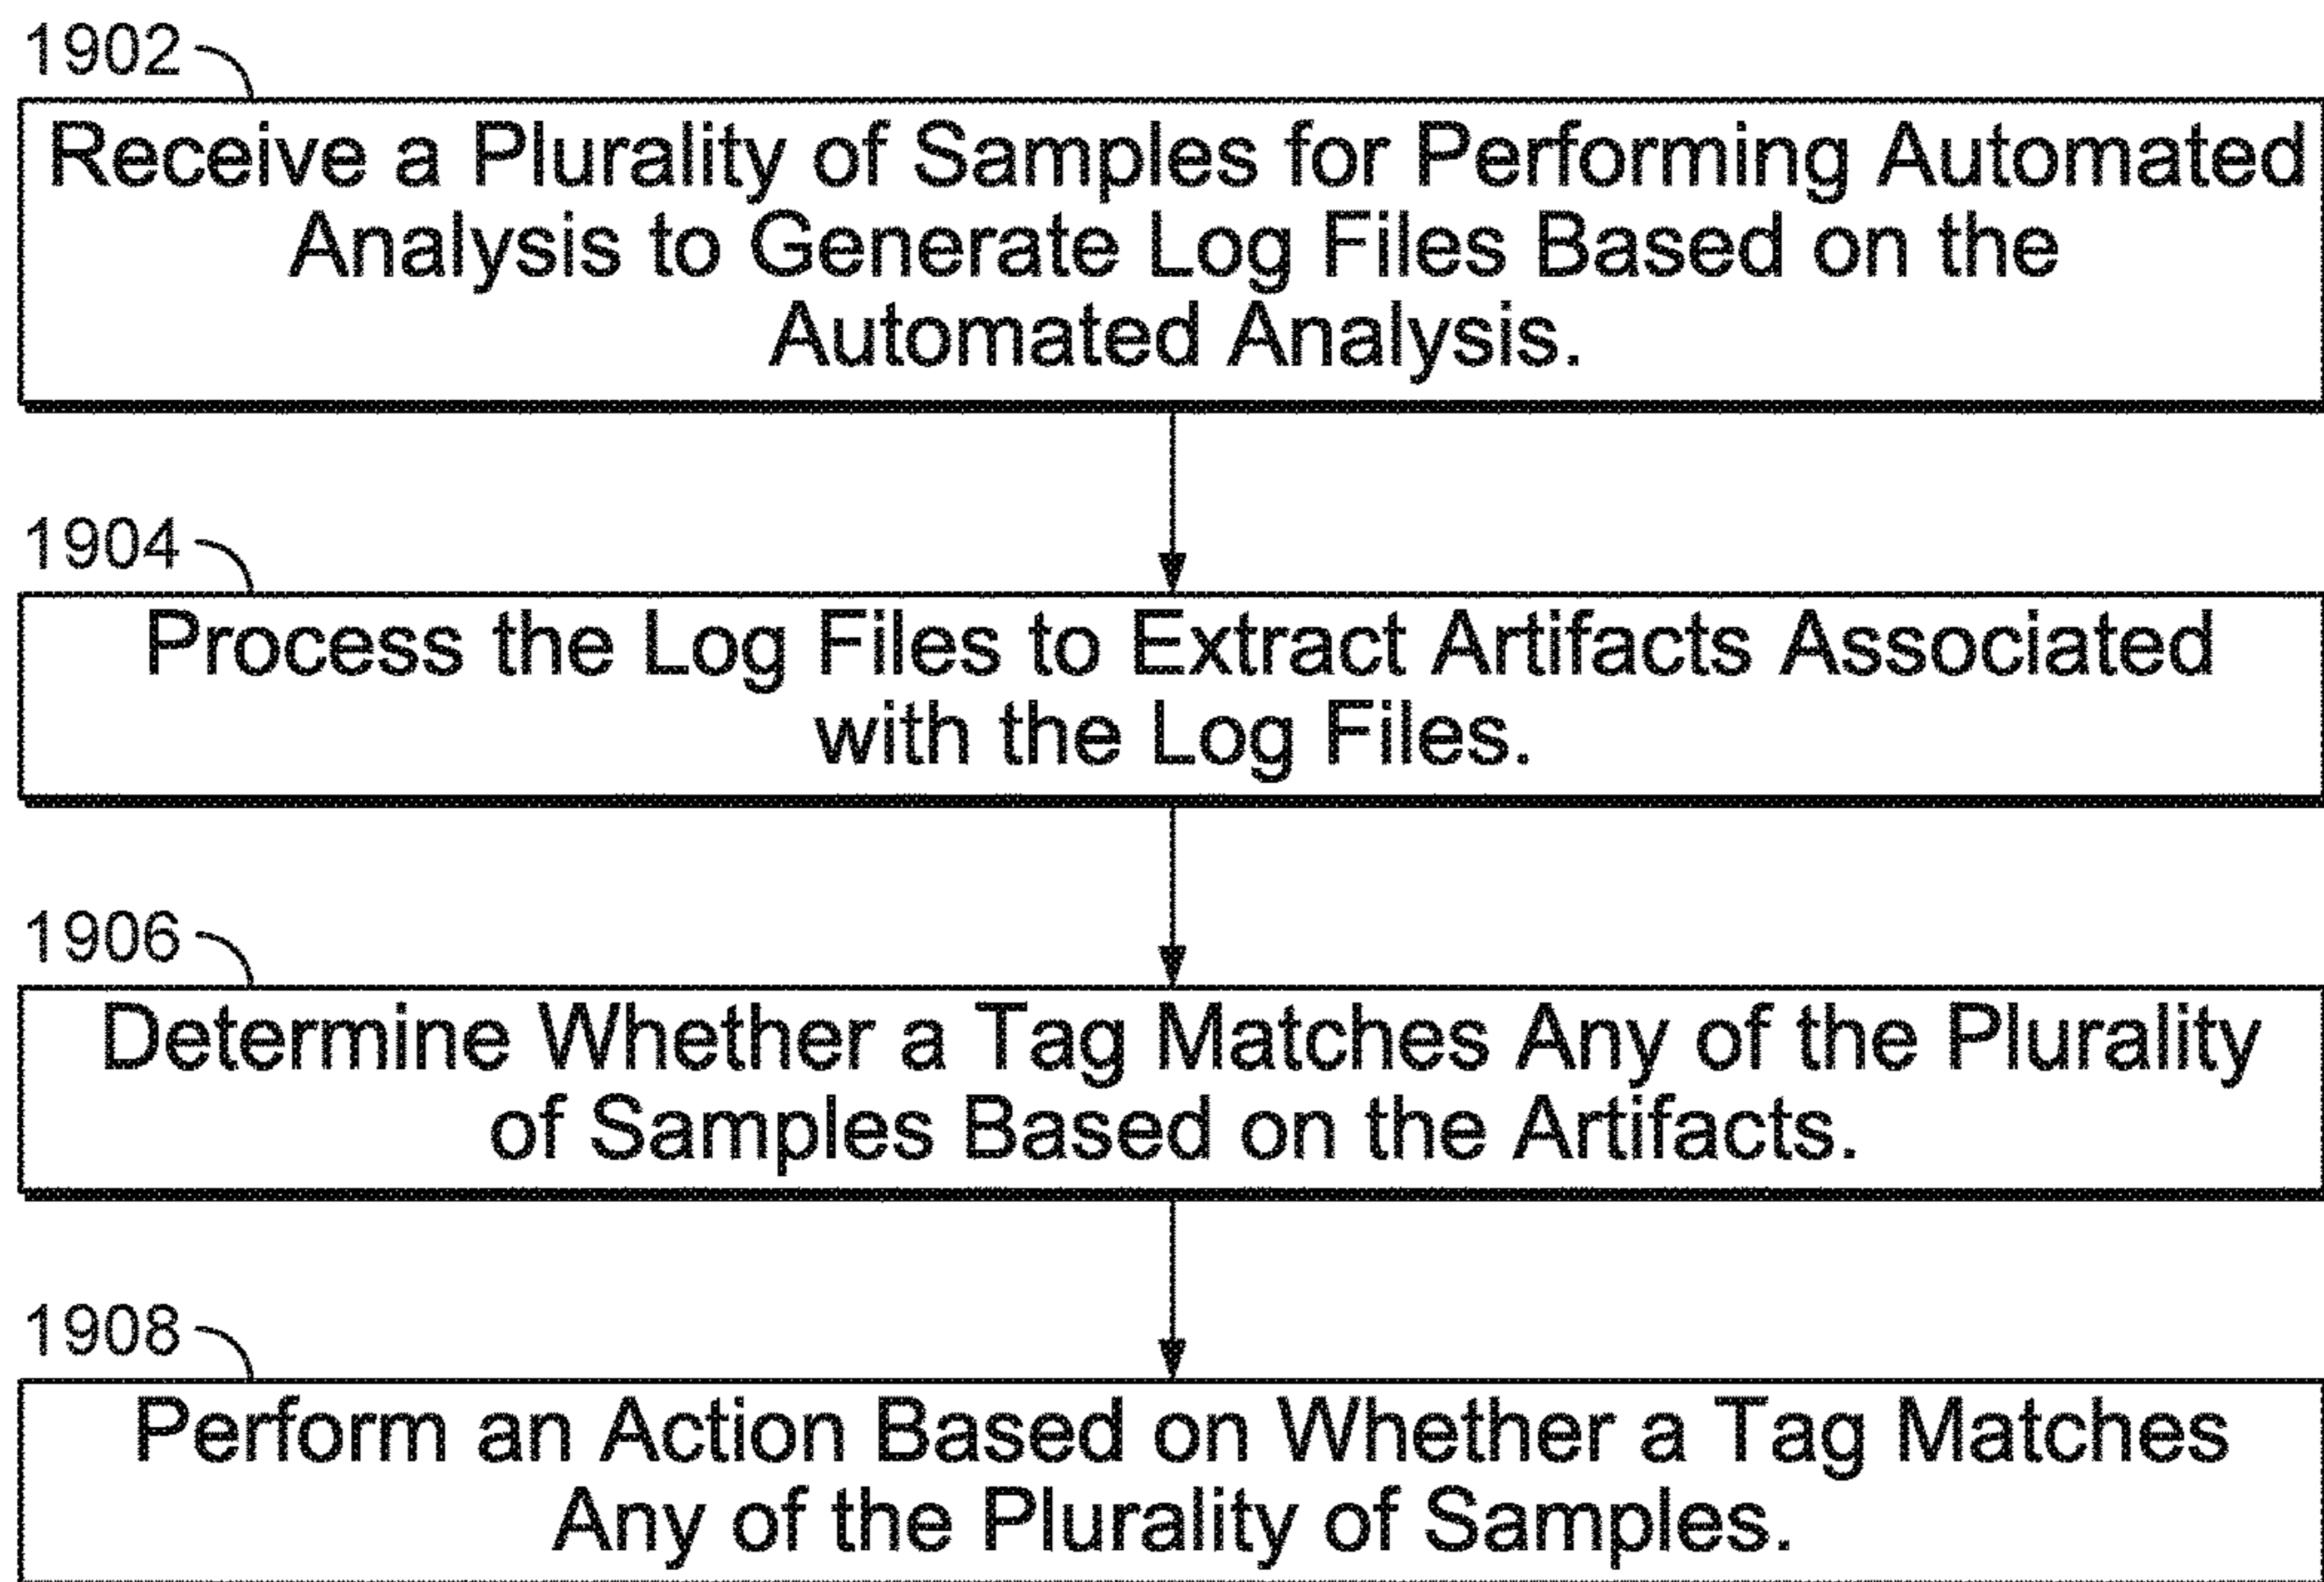 1902
Receive a Plurality of Samples for Performing Automated
Analysis to Generate Log Files Based on the
Automated Analysis.
1904
Process the Log Files to Extract Artifacts Associated
with the Log Files.
1906
Determine Whether a Tag Matches Any of the Plurality
of Samples Based on the Artifacts.
1908
Perform an Action Based on Whether a Tag Matches
Any of the Plurality of Samples.